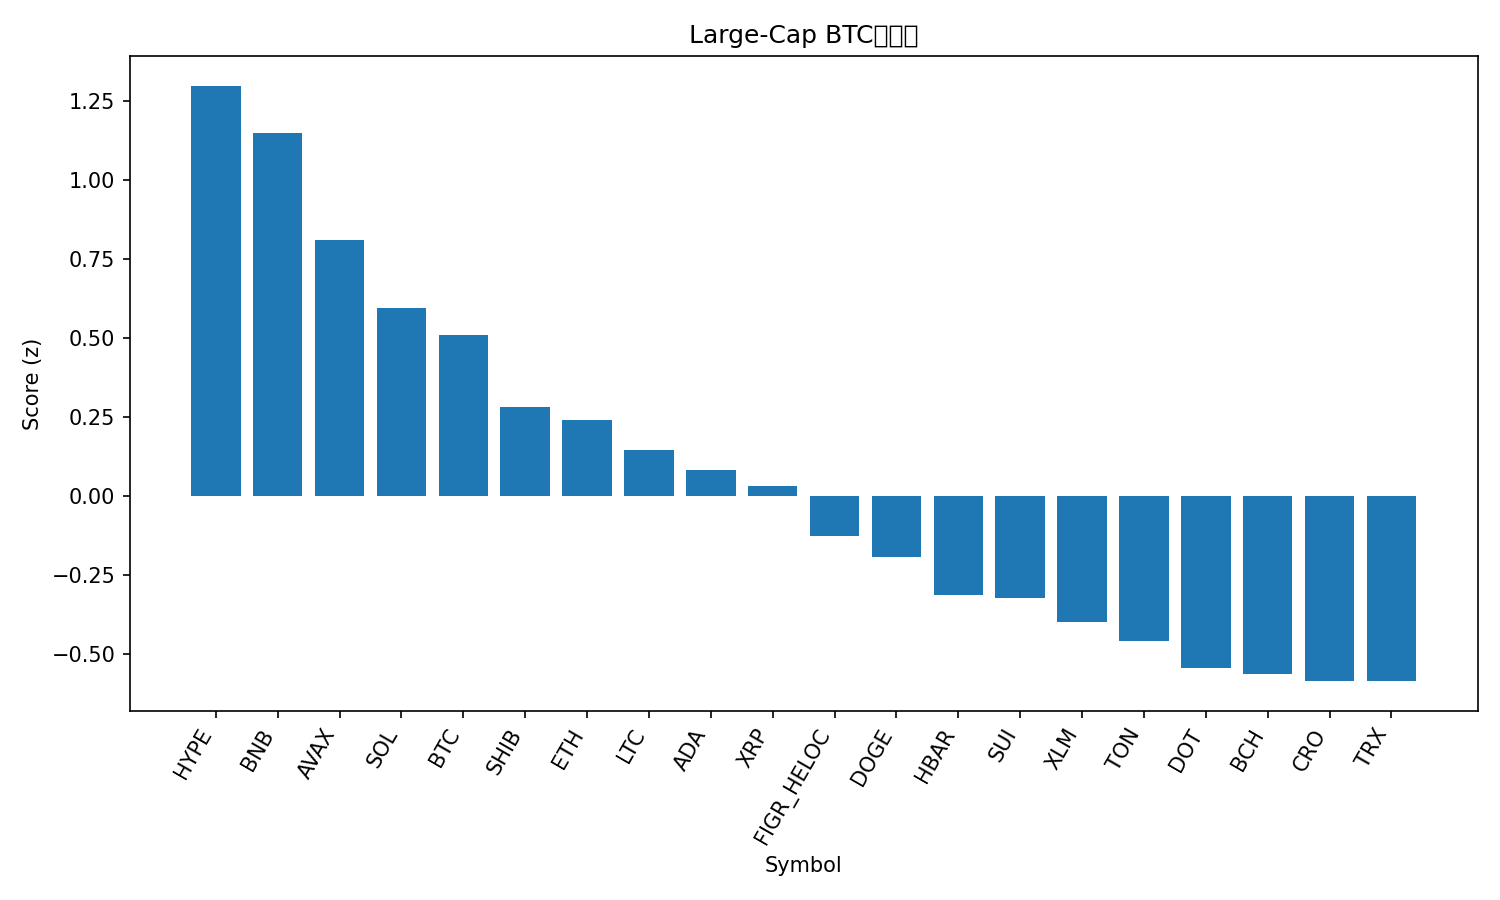 Large-Cap BTC
Score (z)
1.25
1.00
0.75
0.50
0.25
0.00
−0.25
−0.50
HYPE
BNB
AVAX
SOL
BTC
SHIB
ETH
LTC
ADA
XRP
FIGR_HELOC
DOGE
HBAR
SUI
XLM
TON
DOT
BCH
CRO
TRX
Symbol